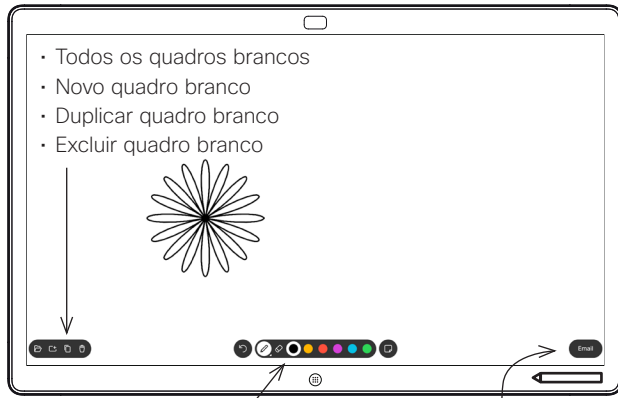 · Todos os quadros brancos
· Novo quadro branco
· Duplicar quadro branco
· Excluir quadro branco
Email